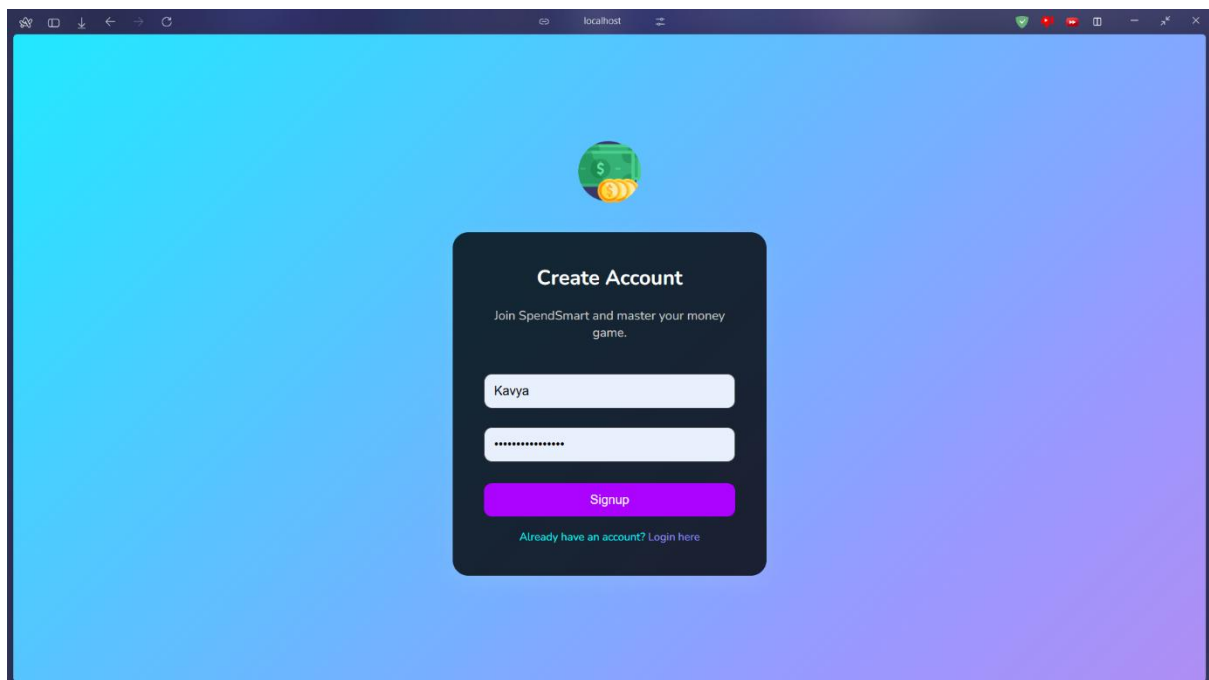 localhost
$
$
Create Account
Join SpendSmart and master your money
game.
Kavya
••••••••••••••••
Signup
Already have an account? Login here